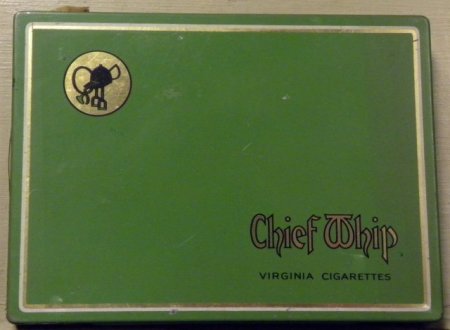 Chief Whip
VIRGINIA CIGARETTES